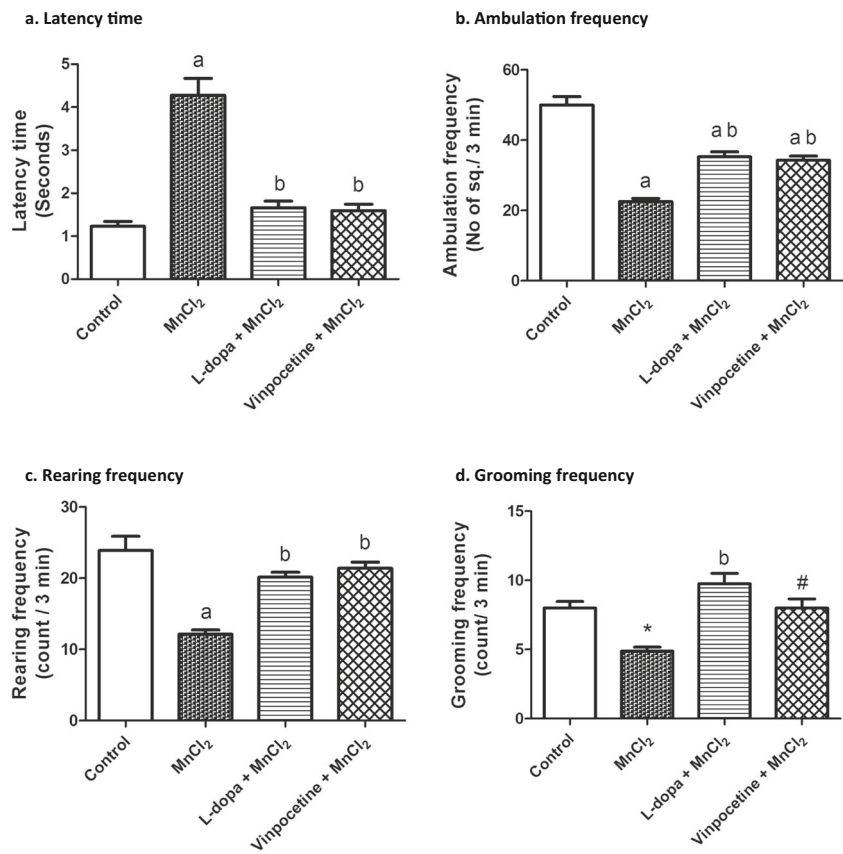 a. Latency time
Latency time
(Seconds)
5
4
3
2
1
0
a
b
b
Control
MnCl₂
L-dopa + MnCl₂
Vinpocetine + MnCl₂
b. Ambulation frequency
Ambulation frequency
(No of sq./ 3 min)
60
40
20
0
a
a b
a b
Control
MnCl₂
L-dopa + MnCl₂
Vinpocetine + MnCl₂
c. Rearing frequency
Rearing frequency
(count / 3 min)
30
20
10
0
a
b
b
Control
MnCl₂
L-dopa + MnCl₂
Vinpocetine + MnCl₂
d. Grooming frequency
Grooming frequency
(count/ 3 min)
15
10
5
0
*
b
#
Control
MnCl₂
L-dopa + MnCl₂
Vinpocetine + MnCl₂